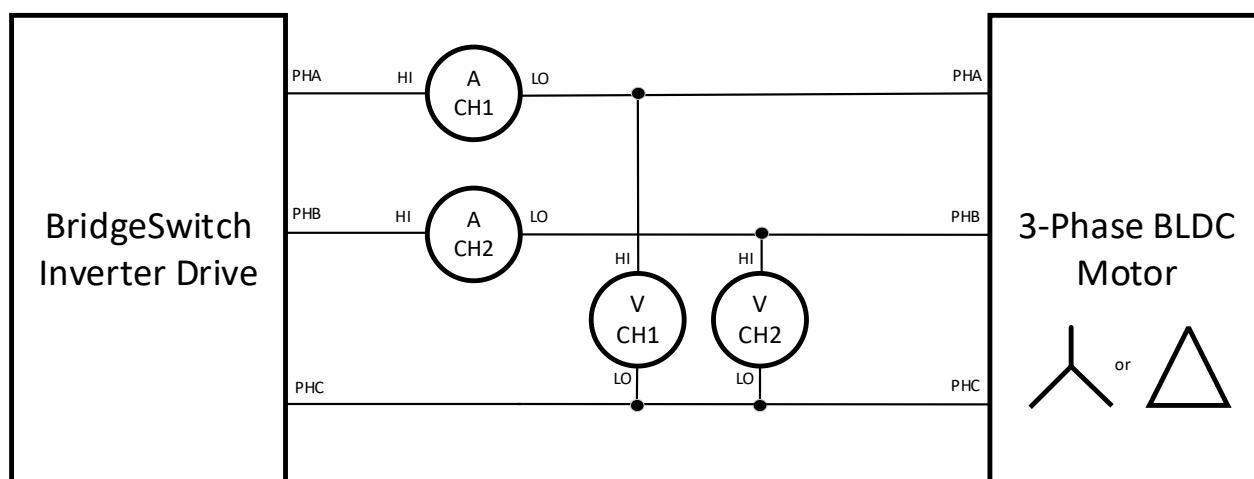 BridgeSwitch
Inverter Drive
PHA
HI
A
CH1
LO
PHA
PHB
HI
A
CH2
LO
PHB
HI
V
CH1
LO
HI
V
CH2
LO
PHC
PHC
3-Phase BLDC
Motor
or